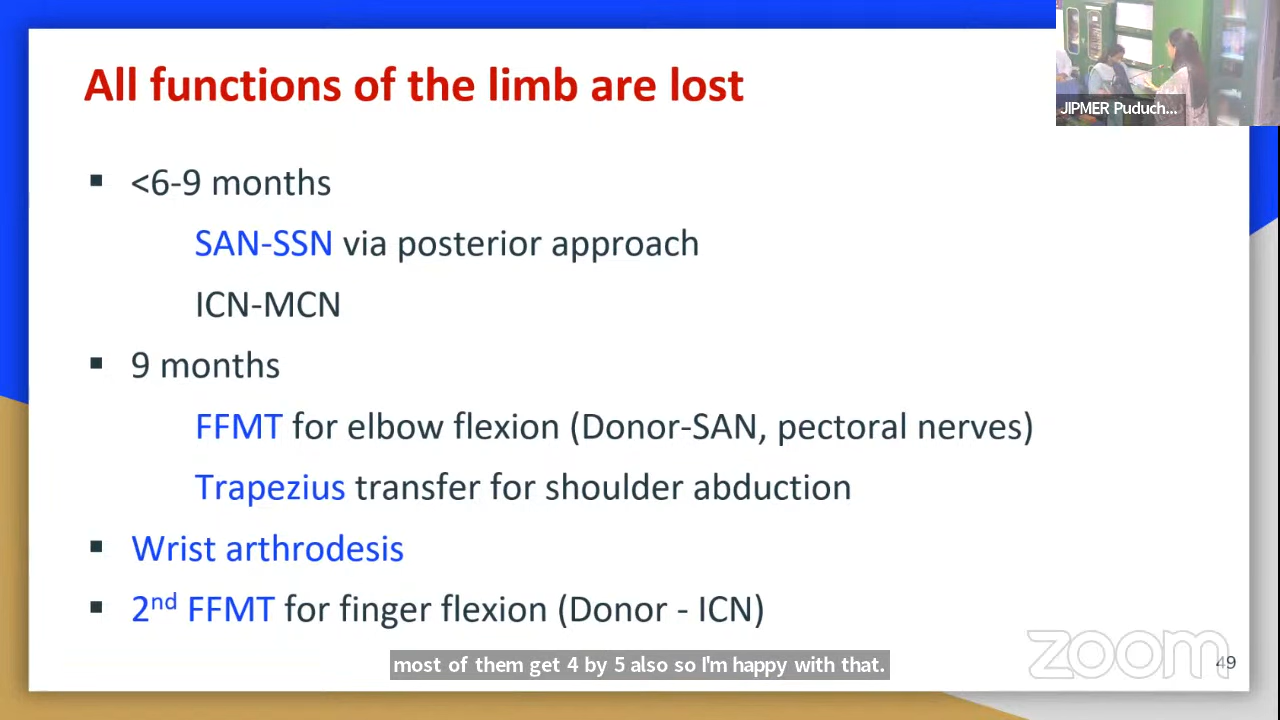 All functions of the limb are lost
JIPMER Puduch...
▪ <6-9 months
SAN-SSN via posterior approach
ICN-MCN
▪ 9 months
FFMT for elbow flexion (Donor-SAN, pectoral nerves)
Trapezius transfer for shoulder abduction
▪ Wrist arthrodesis
▪ 2nd FFMT for finger flexion (Donor - ICN)
most of them get 4 by 5 also so I'm happy with that.
zoom
49